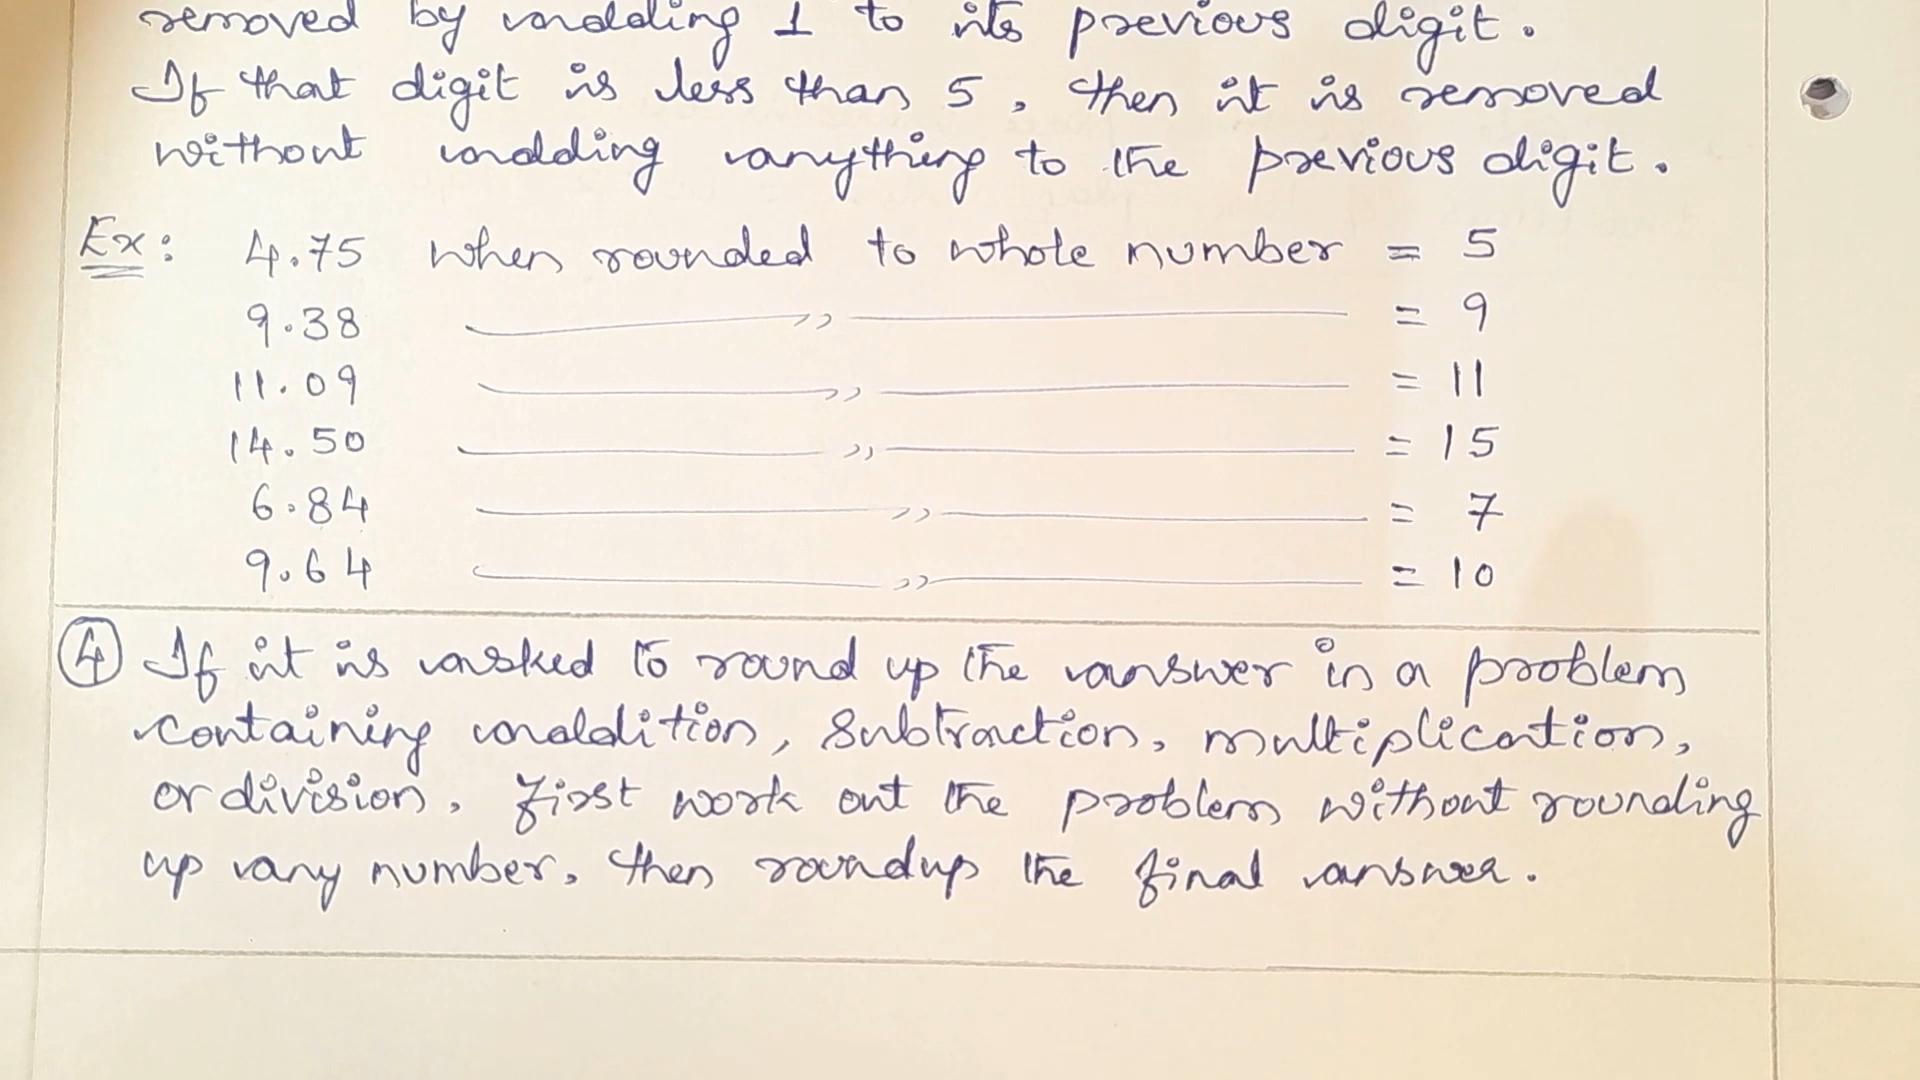 removed by adding 1 to its previous digit.
If that digit is less than 5, then it is removed
without adding anything to the previous digit.
Ex: 4.75 when rounded to whole number = 5
9.38 ——— ,, ——— = 9
11.09 ——— ,, ——— = 11
14.50 ——— ,, ——— = 15
6.84 ——— ,, ——— = 7
9.64 ——— ,, ——— = 10
④ If it is asked to round up the answer in a problem
containing addition, subtraction, multiplication,
or division, first work out the problem without rounding
up any number, then roundup the final answer.